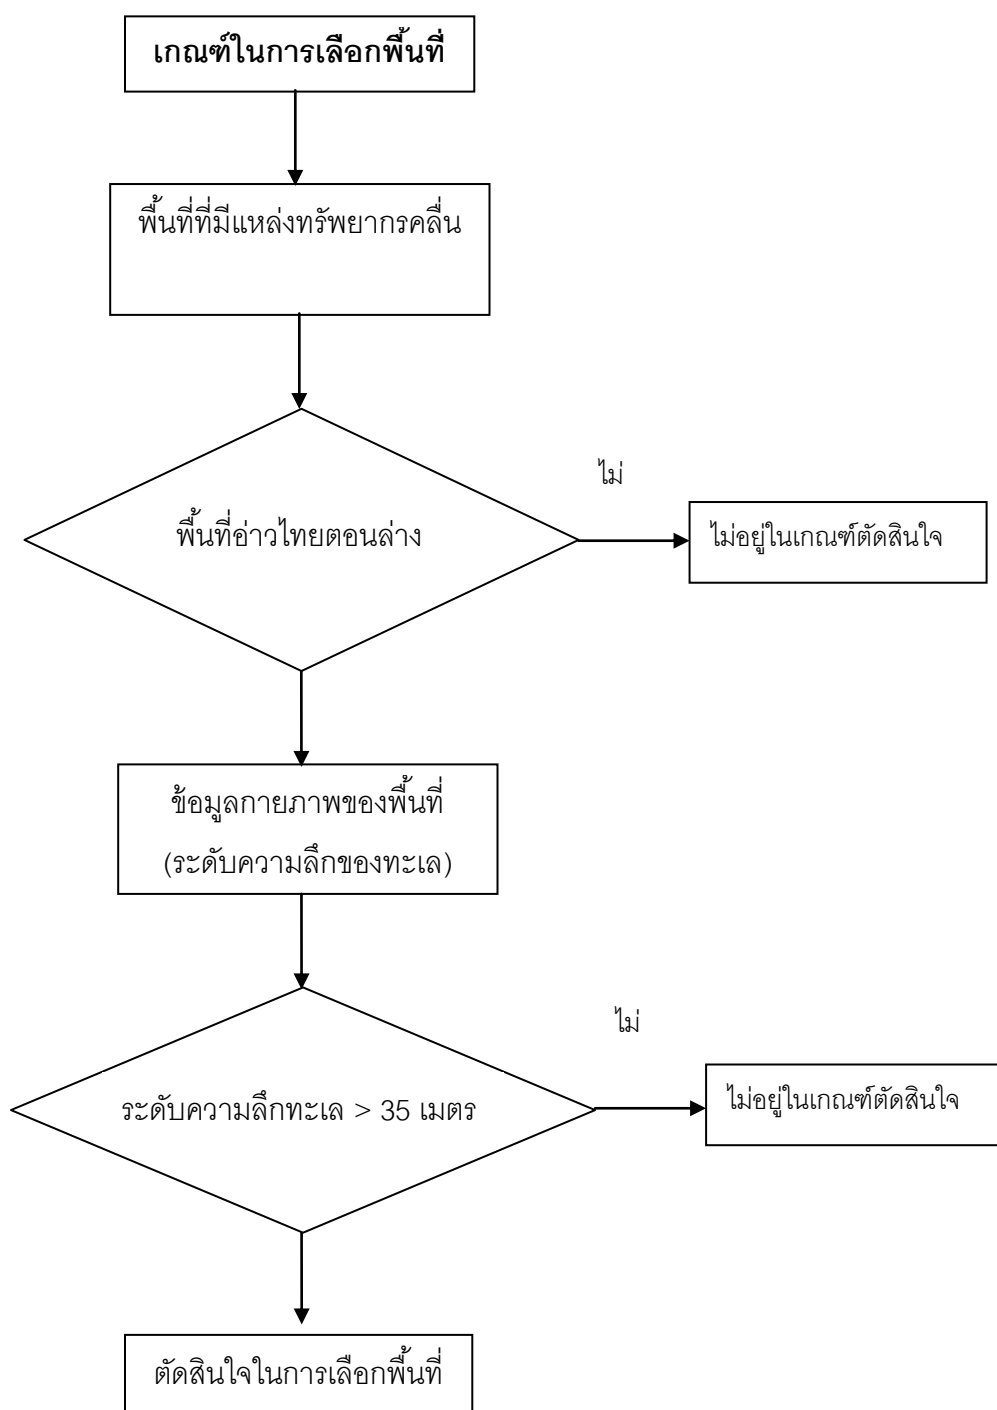 เกณฑ์ในการเลือกพื้นที่
พื้นที่ที่มีแหล่งทรัพยากรคลื่น
ไม่
พื้นที่อ่าวไทยตอนล่าง
ไม่อยู่ในเกณฑ์ตัดสินใจ
ข้อมูลกายภาพของพื้นที่
(ระดับความลึกของทะเล)
ไม่
ระดับความลึกทะเล > 35 เมตร
ไม่อยู่ในเกณฑ์ตัดสินใจ
ตัดสินใจในการเลือกพื้นที่